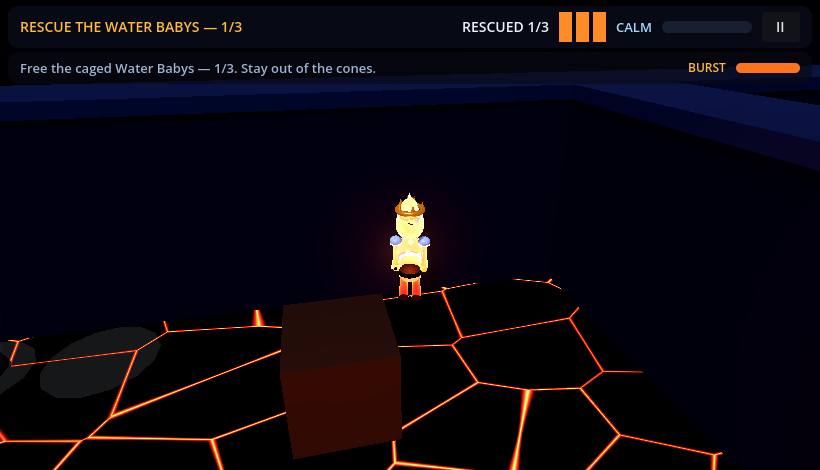 RESCUE THE WATER BABYS — 1/3
RESCUED 1/3
CALM
Free the caged Water Babys — 1/3. Stay out of the cones.
BURST